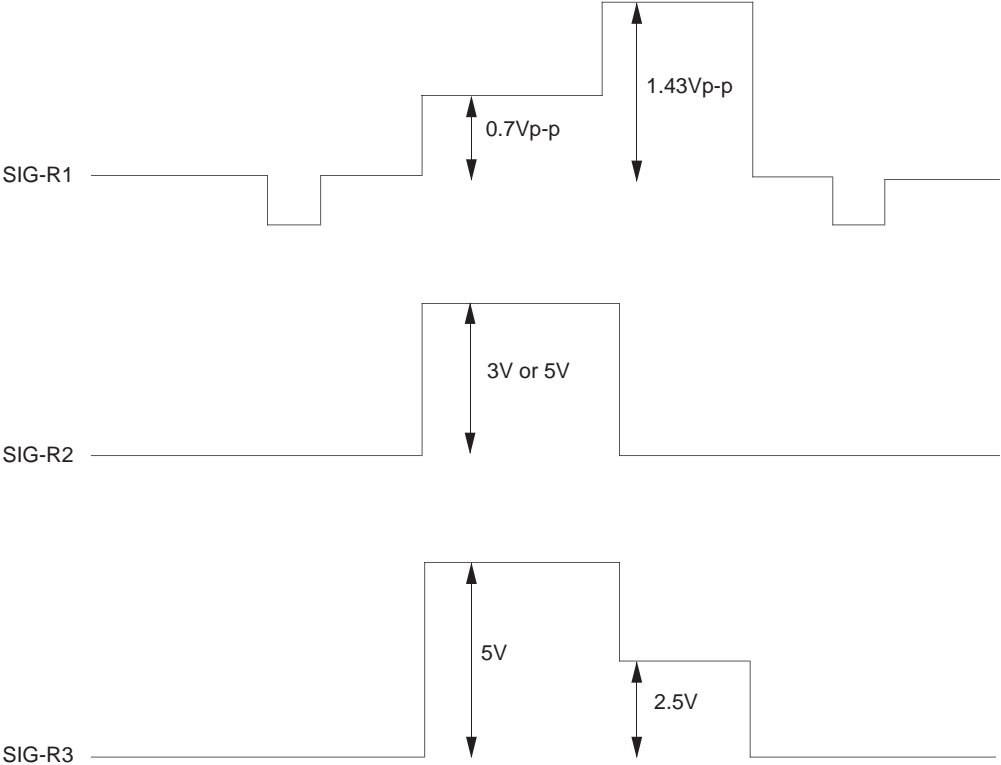 1.43Vp-p
0.7Vp-p
SIG-R1
3V or 5V
SIG-R2
5V
2.5V
SIG-R3